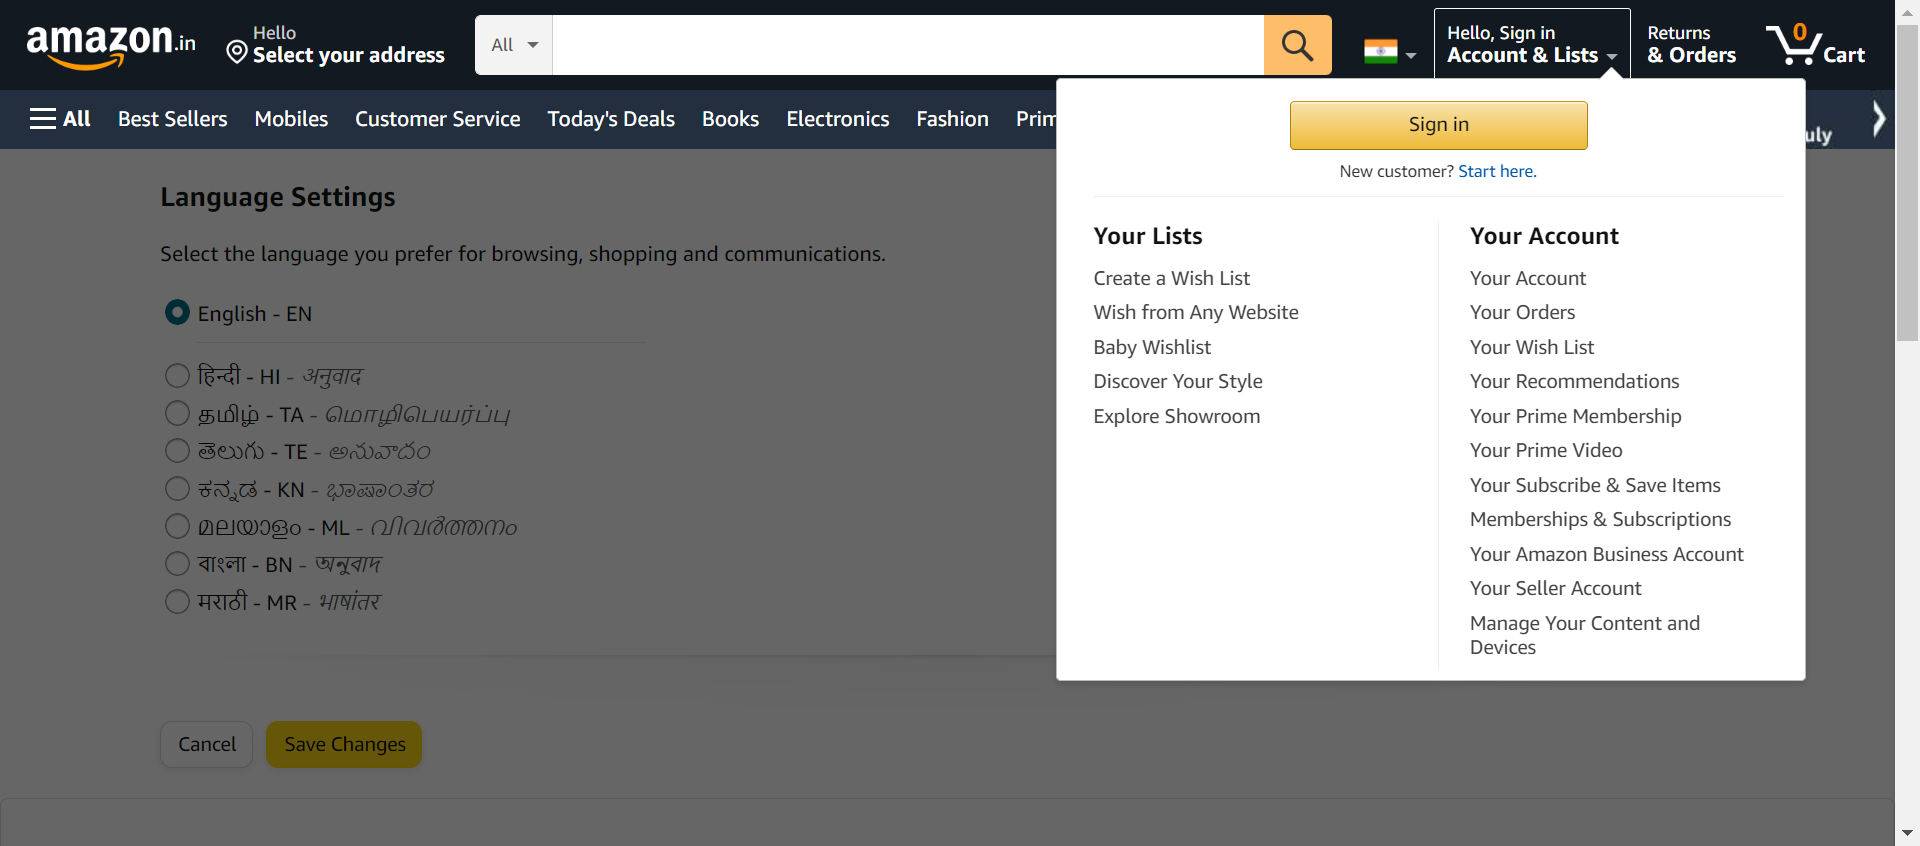 amazon.in
Hello
Select your address
All
Hello, Sign in
Account & Lists
Returns
& Orders
0
Cart
All
Best Sellers
Mobiles
Customer Service
Today's Deals
Books
Electronics
Fashion
Prim
uly
Sign in
New customer? Start here.
Your Lists
Create a Wish List
Wish from Any Website
Baby Wishlist
Discover Your Style
Explore Showroom
Your Account
Your Account
Your Orders
Your Wish List
Your Recommendations
Your Prime Membership
Your Prime Video
Your Subscribe & Save Items
Memberships & Subscriptions
Your Amazon Business Account
Your Seller Account
Manage Your Content and
Devices
Language Settings
Select the language you prefer for browsing, shopping and communications.
English - EN
हिन्दी - HI - अनुवाद
தமிழ் - TA - மொழிபெயர்ப்பு
తెలుగు - TE - అనువాదం
ಕನ್ನಡ - KN - ಭಾಷಾಂತರ
മലയാളം - ML - വിവർത്തനം
বাংলা - BN - অনুবাদ
मराठी - MR - भाषांतर
Cancel
Save Changes